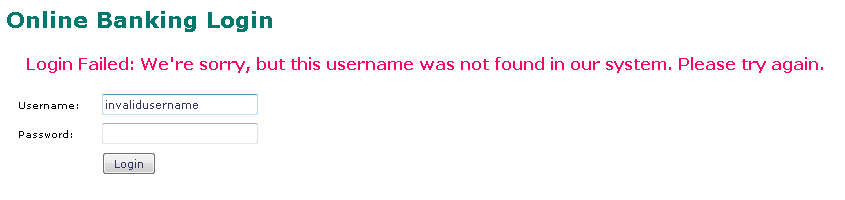 Online Banking Login
Login Failed: We're sorry, but this username was not found in our system. Please try again.
Username: invalidusername
Password:
Login